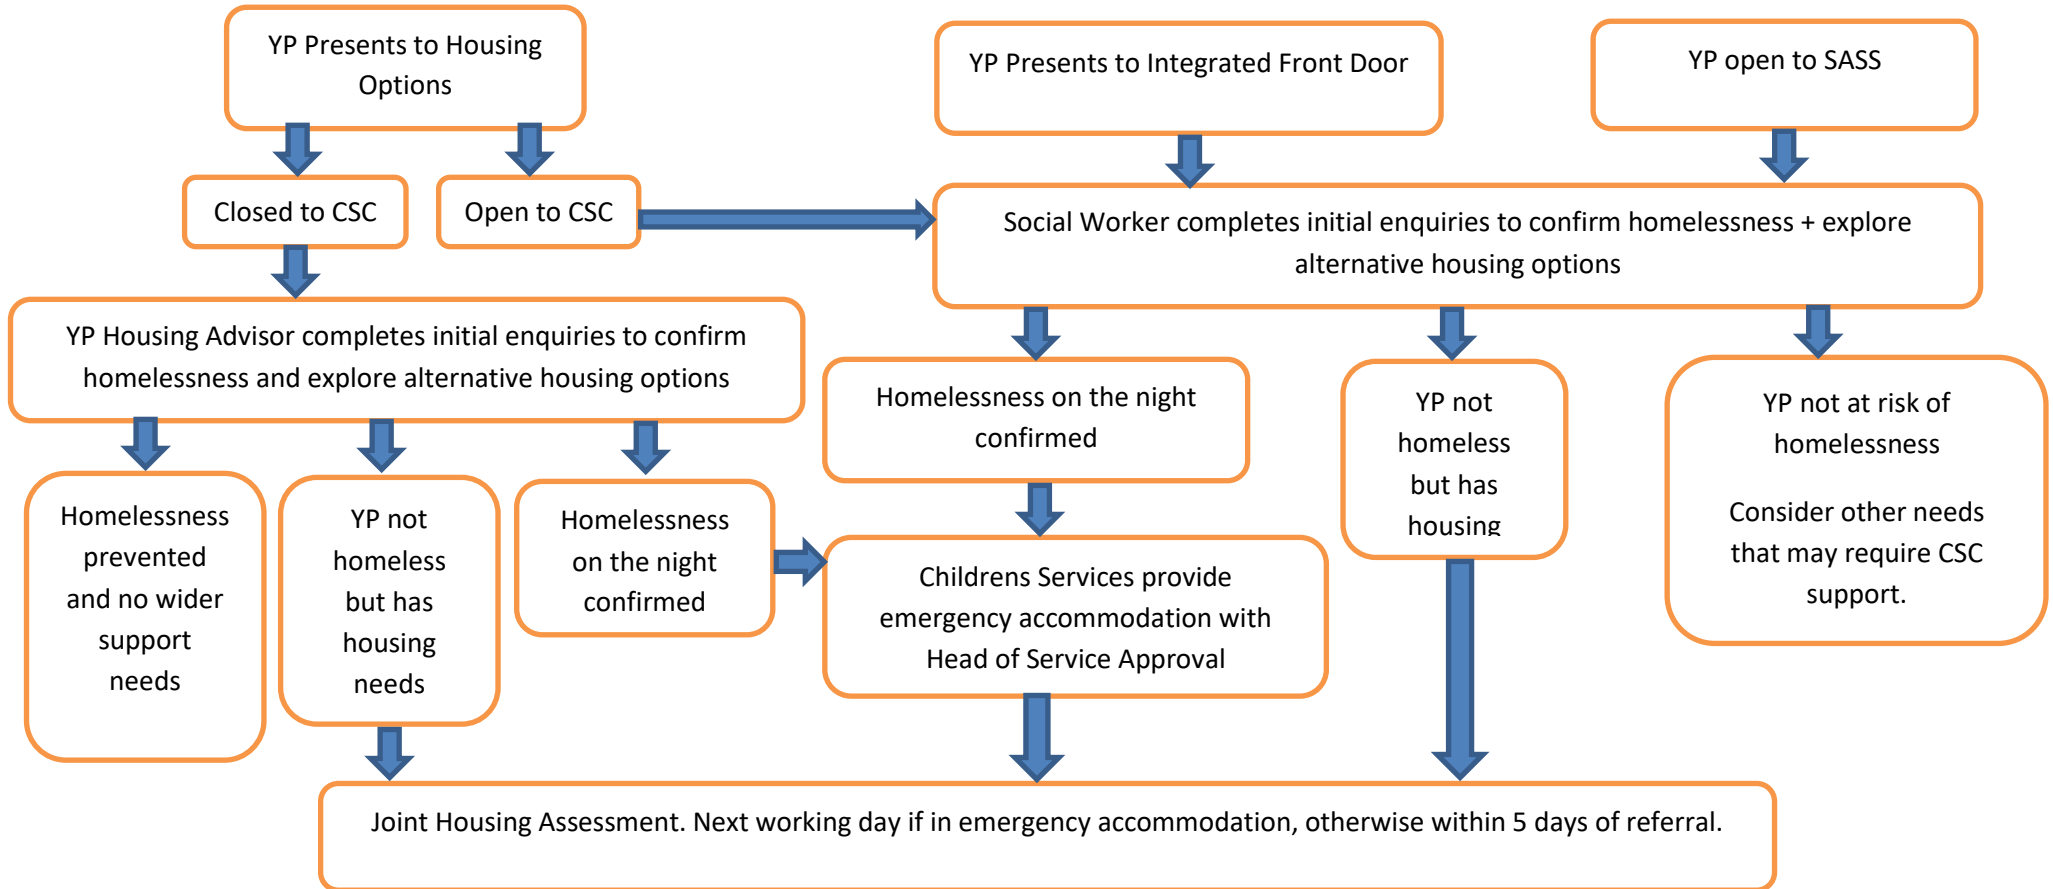 YP Presents to Housing
Options
YP Presents to Integrated Front Door
YP open to SASS
Closed to CSC
Open to CSC
Social Worker completes initial enquiries to confirm homelessness + explore
alternative housing options
YP Housing Advisor completes initial enquiries to confirm
homelessness and explore alternative housing options
Homelessness on the night
confirmed
YP not
homeless
but has
housing
YP not at risk of
homelessness
Consider other needs
that may require CSC
support.
Homelessness
prevented
and no wider
support
needs
YP not
homeless
but has
housing
needs
Homelessness
on the night
confirmed
Childrens Services provide
emergency accommodation with
Head of Service Approval
Joint Housing Assessment. Next working day if in emergency accommodation, otherwise within 5 days of referral.